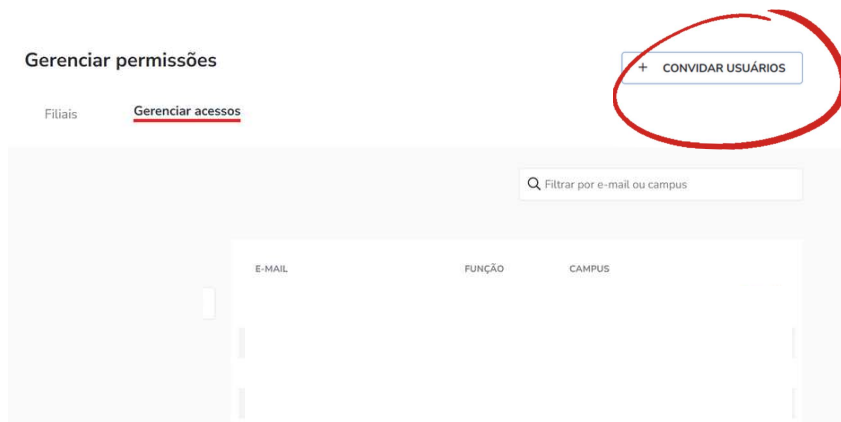 Gerenciar permissões
+ CONVIDAR USUÁRIOS
Filiais
Gerenciar acessos
Filtrar por e-mail ou campus
E-MAIL
FUNÇÃO
CAMPUS